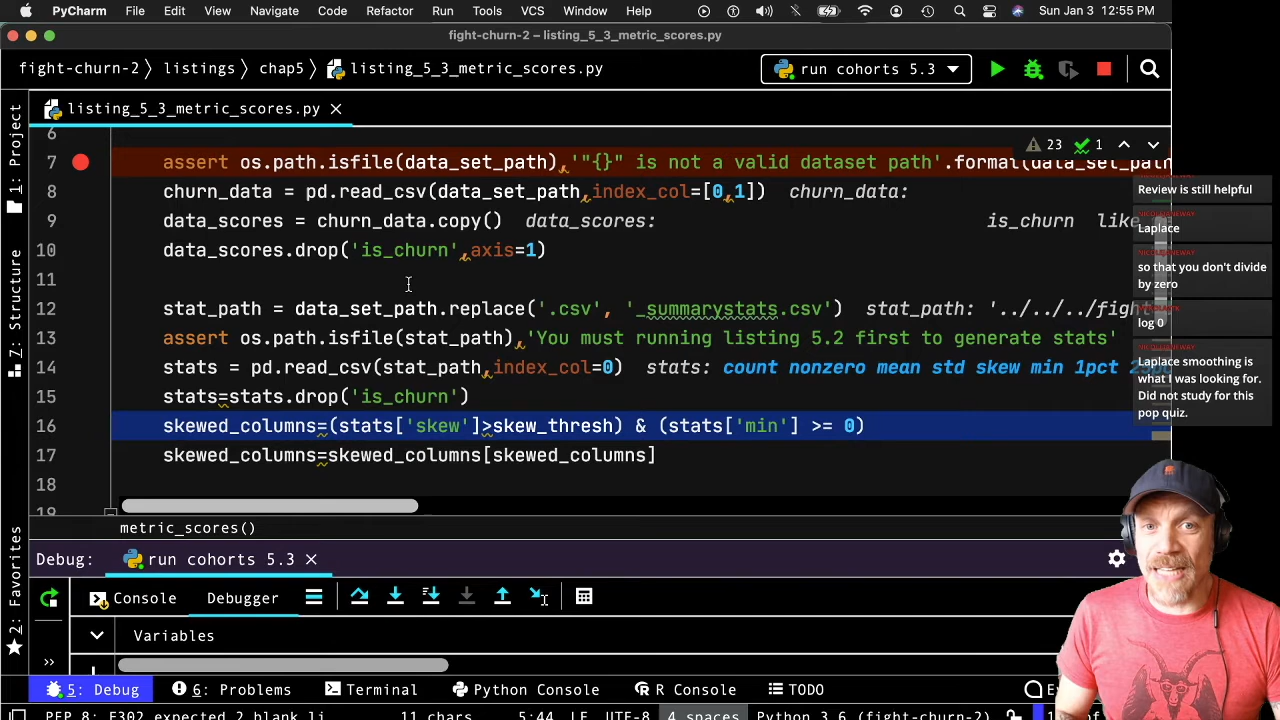 PyCharm File Edit View Navigate Code Refactor Run Tools VCS Window Help Sun Jan 3 12:55 PM
fight-churn-2 – listing_5_3_metric_scores.py
fight-churn-2 listings chap5 listing_5_3_metric_scores.py run cohorts 5.3
listing_5_3_metric_scores.py
1: Project
Z: Structure
2: Favorites
23 1
6
7 assert os.path.isfile(data_set_path),'"{}" is not a valid dataset path'.format(data_set_path
8 churn_data = pd.read_csv(data_set_path,index_col=[0,1]) churn_data:
9 data_scores = churn_data.copy() data_scores: is_churn like
10 data_scores.drop('is_churn',axis=1)
11
12 stat_path = data_set_path.replace('.csv', '_summarystats.csv') stat_path: '../../../fight
13 assert os.path.isfile(stat_path),'You must running listing 5.2 first to generate stats'
14 stats = pd.read_csv(stat_path,index_col=0) stats: count nonzero mean std skew min 1pct
15 stats=stats.drop('is_churn')
16 skewed_columns=(stats['skew']>skew_thresh) & (stats['min'] >= 0)
17 skewed_columns=skewed_columns[skewed_columns]
18
19
metric_scores()
Review is still helpful
NICOLEJANEWAY
Laplace
NICOLEJANEWAY
so that you don't divide
by zero
log 0
NICOLEJANEWAY
Laplace smoothing is
what I was looking for.
Did not study for this
pop quiz.
Debug: run cohorts 5.3
Console Debugger
Variables
5: Debug 6: Problems Terminal Python Console R Console TODO
PEP 8: E302 expected 2 blank li 11 chars 5:44 LF UTF-8 4 spaces Python 3.6 (fight-churn-2)